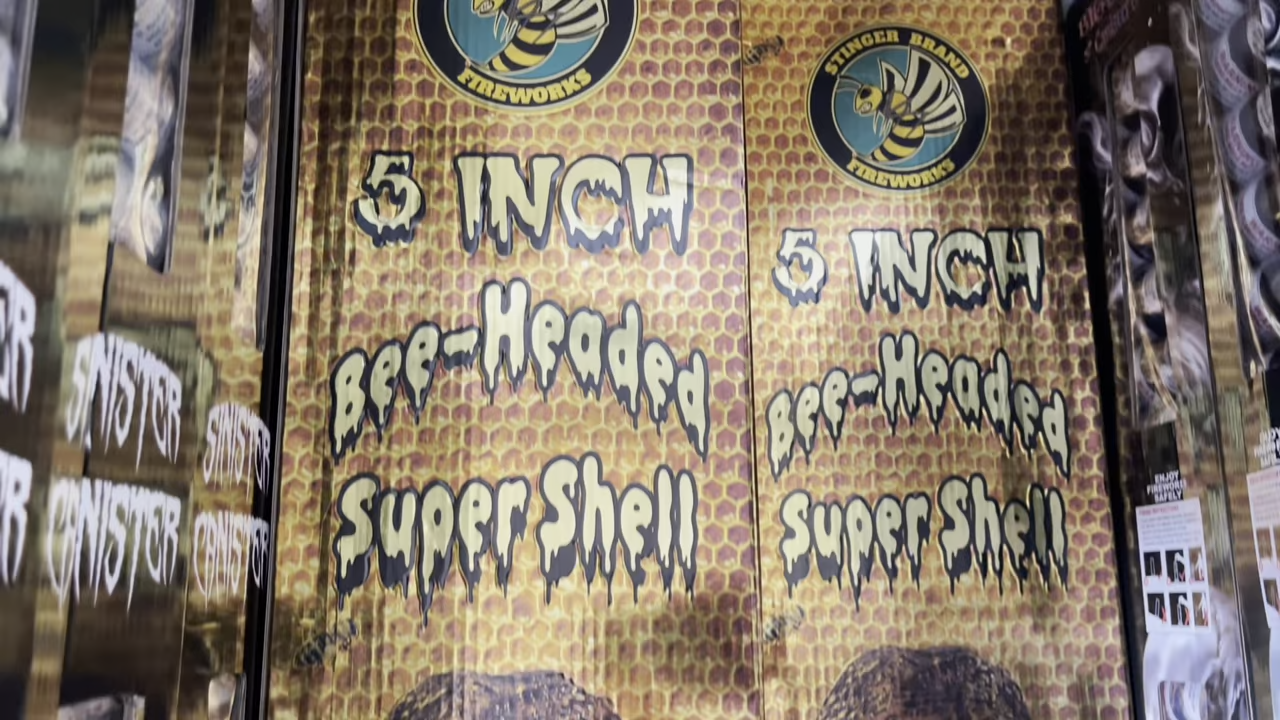 FIREWORKS
5 INCH
Bee-Headed
Super Shell
STINGER BRAND
FIREWORKS
5 INCH
Bee-Headed
Super Shell
SINISTER
CANISTER
SINISTER
CANISTER
ENJOY
FIREWORKS
SAFELY